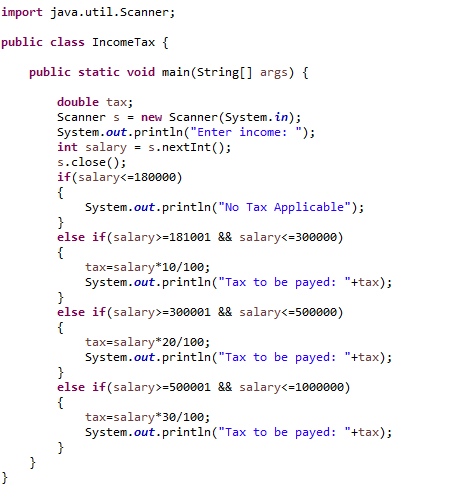 import java.util.Scanner;
public class IncomeTax {
public static void main(String[] args) {
double tax;
Scanner s = new Scanner(System.in);
System.out.println("Enter income: ");
int salary = s.nextInt();
s.close();
if(salary<=180000)
{
System.out.println("No Tax Applicable");
}
else if(salary>=181001 && salary<=300000)
{
tax=salary*10/100;
System.out.println("Tax to be payed: "+tax);
}
else if(salary>=300001 && salary<=500000)
{
tax=salary*20/100;
System.out.println("Tax to be payed: "+tax);
}
else if(salary>=500001 && salary<=1000000)
{
tax=salary*30/100;
System.out.println("Tax to be payed: "+tax);
}
}
}